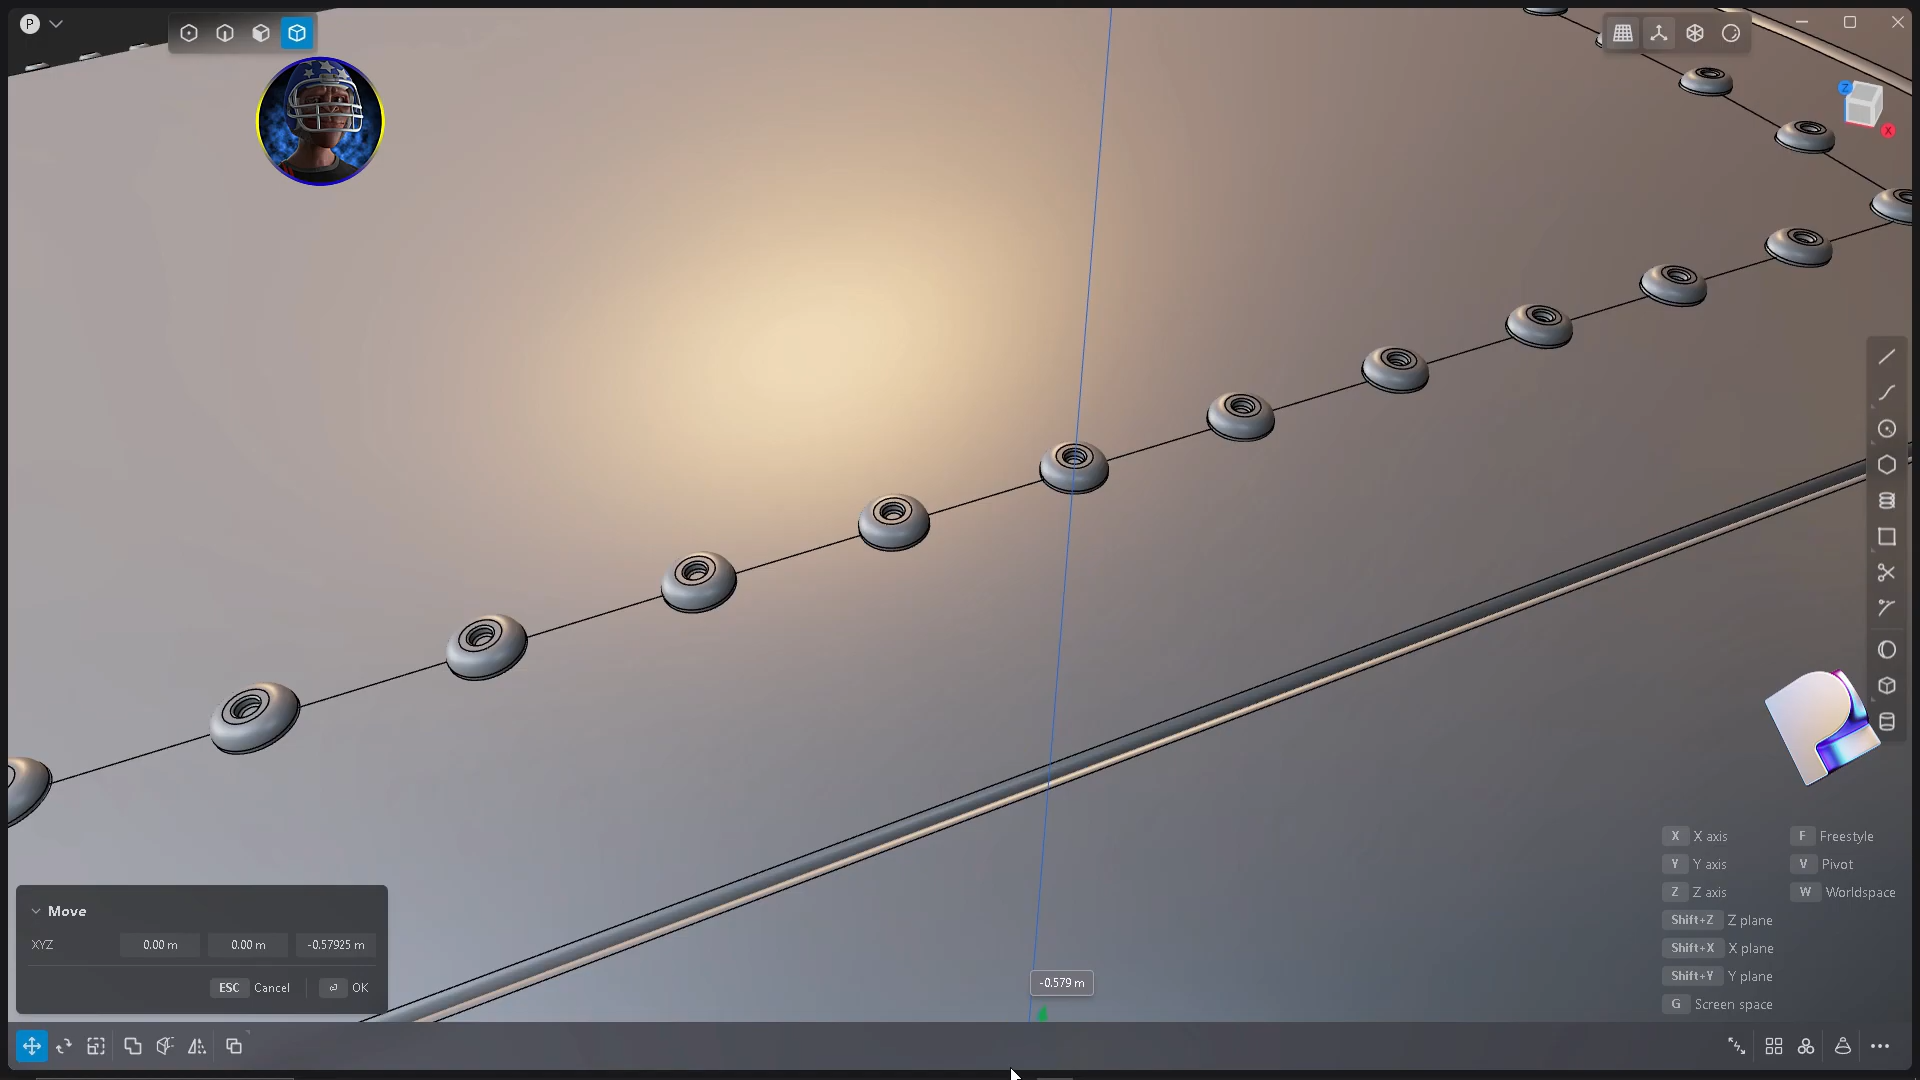 P
Z
X
X X axis F Freestyle
Y Y axis V Pivot
Z Z axis W Worldspace
Shift+Z Z plane
Shift+X X plane
Shift+Y Y plane
G Screen space
Move
XYZ 0.00 m 0.00 m -0.57925 m
ESC Cancel OK
-0.579 m